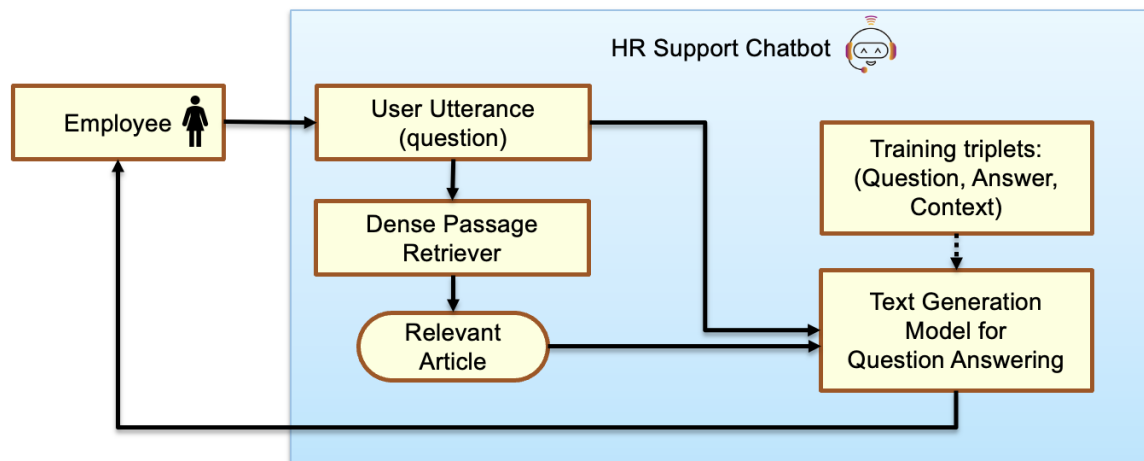 HR Support Chatbot
Employee
User Utterance
(question)
Dense Passage
Retriever
Relevant
Article
Training triplets:
(Question, Answer,
Context)
Text Generation
Model for
Question Answering